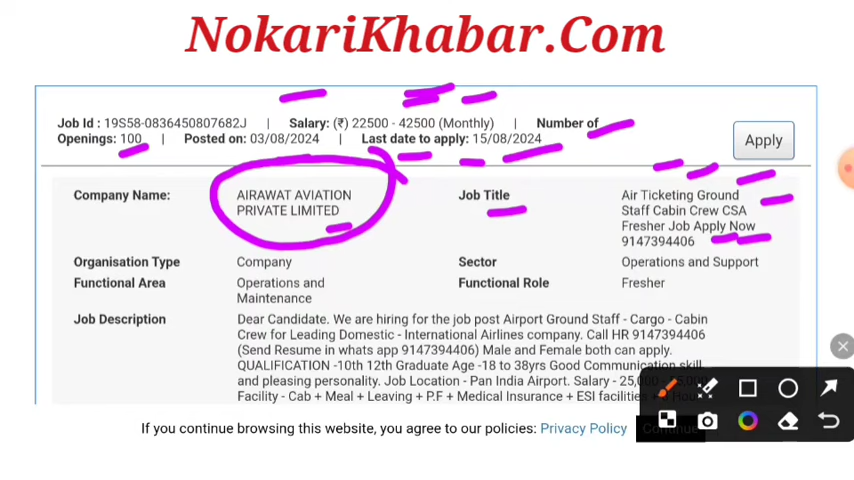 NokariKhabar.Com
Job Id : 19S58-0836450807682J | Salary: (₹) 22500 - 42500 (Monthly) | Number of
Openings: 100 | Posted on: 03/08/2024 | Last date to apply: 15/08/2024
Apply
Company Name: AIRAWAT AVIATION PRIVATE LIMITED
Job Title Air Ticketing Ground
Staff Cabin Crew CSA
Fresher Job Apply Now
9147394406
Organisation Type Company
Sector Operations and Support
Functional Area Operations and
Maintenance
Functional Role Fresher
Job Description Dear Candidate. We are hiring for the job post Airport Ground Staff - Cargo - Cabin
Crew for Leading Domestic - International Airlines company. Call HR 9147394406
(Send Resume in whats app 9147394406) Male and Female both can apply.
QUALIFICATION -10th 12th Graduate Age -18 to 38yrs Good Communication skill
and pleasing personality. Job Location - Pan India Airport. Salary - 25,
Facility - Cab + Meal + Leaving + P.F + Medical Insurance + ESI facilities
If you continue browsing this website, you agree to our policies: Privacy Policy Continue